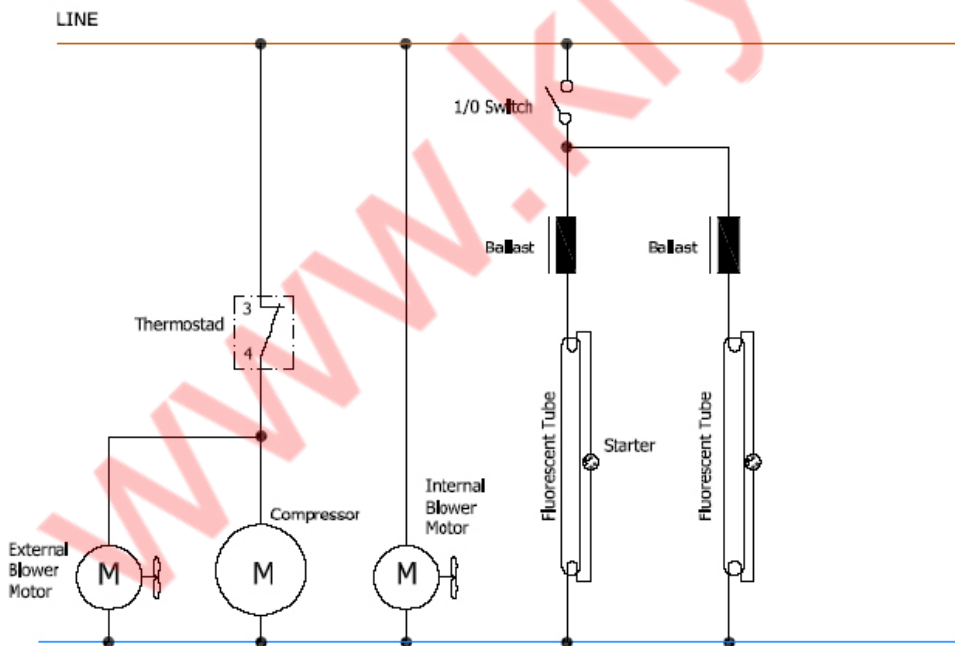 LINE
1/0 Switch
Ballast
Ballast
3
Thermostad
4
Fluorescent Tube
Starter
Fluorescent Tube
Internal
Blower
Motor
Compressor
External
Blower
Motor
M
M
M
www.kly